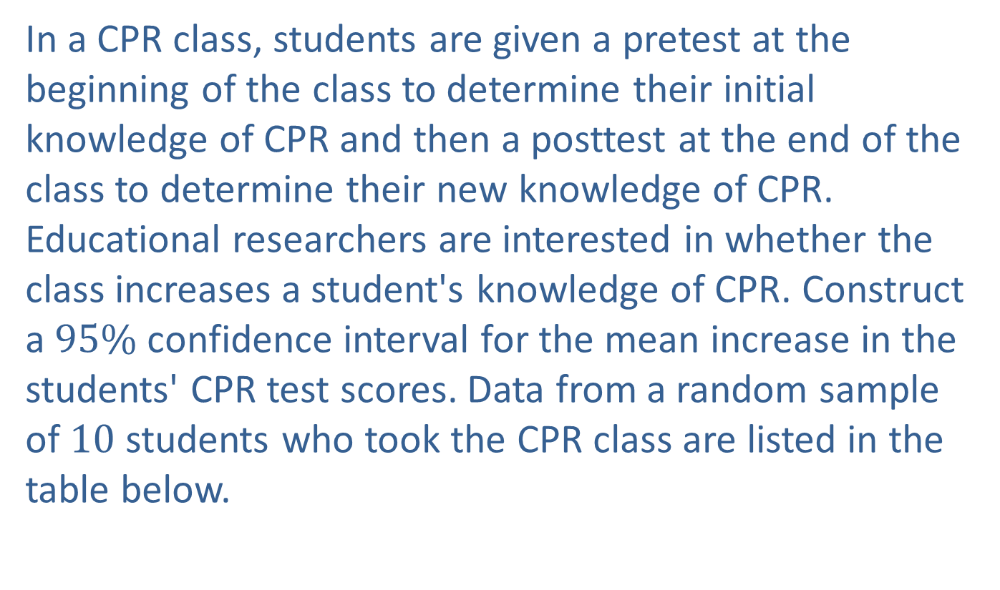 In a CPR class, students are given a pretest at the
beginning of the class to determine their initial
knowledge of CPR and then a posttest at the end of the
class to determine their new knowledge of CPR.
Educational researchers are interested in whether the
class increases a student's knowledge of CPR. Construct
a 95% confidence interval for the mean increase in the
students' CPR test scores. Data from a random sample
of 10 students who took the CPR class are listed in the
table below.